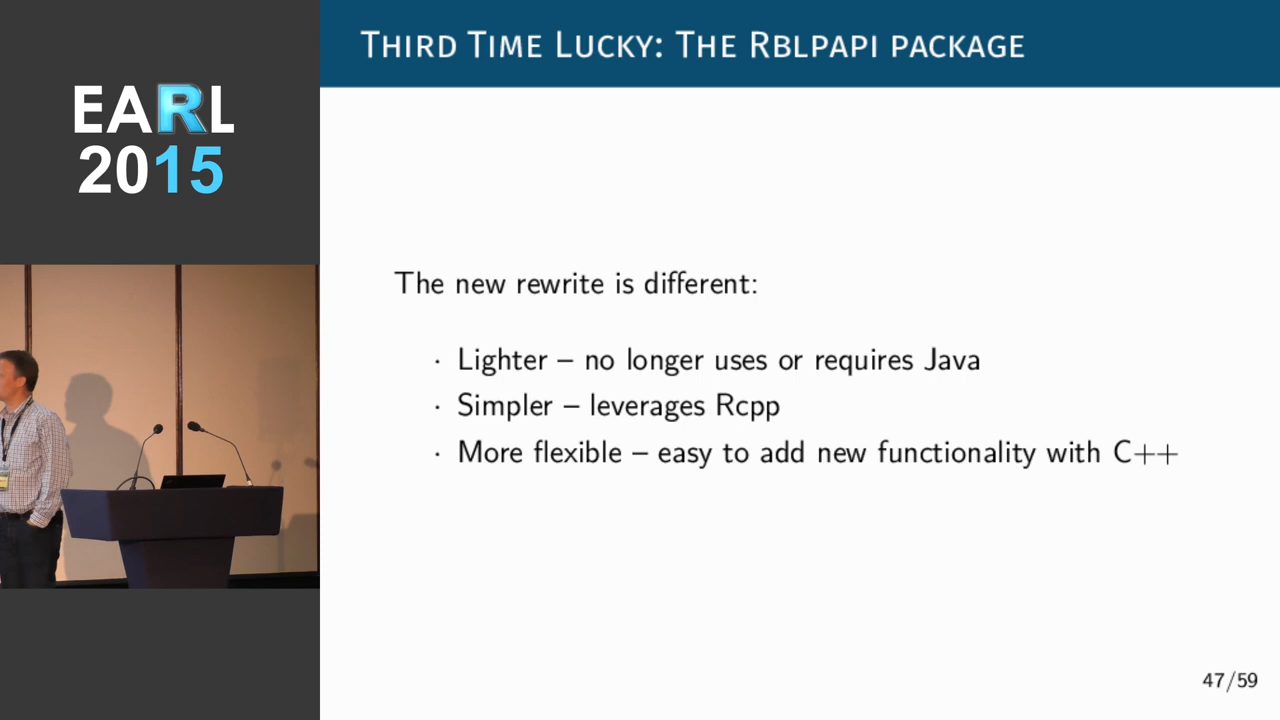 THIRD TIME LUCKY: THE RBLPAPI PACKAGE
EARL
2015
The new rewrite is different:
· Lighter – no longer uses or requires Java
· Simpler – leverages Rcpp
· More flexible – easy to add new functionality with C++
47/59